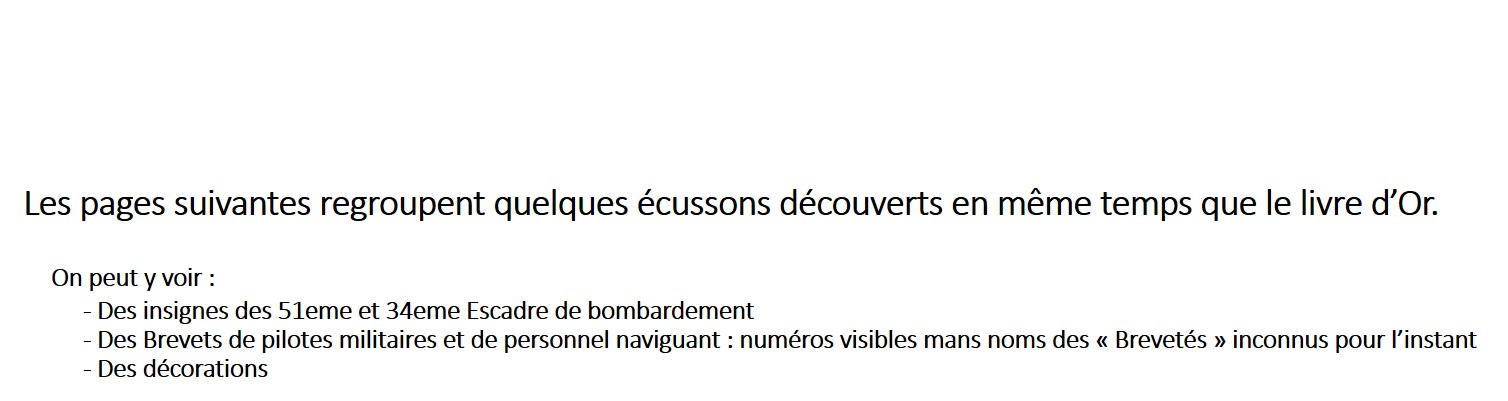 Les pages suivantes regroupent quelques écussons découverts en même temps que le livre d’Or.
On peut y voir :
- Des insignes des 51eme et 34eme Escadre de bombardement
- Des Brevets de pilotes militaires et de personnel naviguant : numéros visibles mans noms des « Brevetés » inconnus pour l’instant
- Des décorations